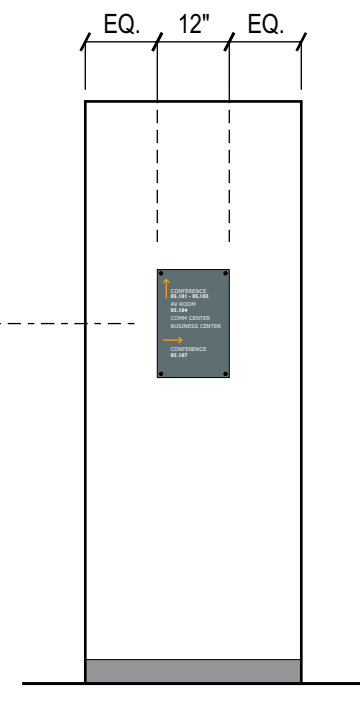 EQ. 12" EQ.
CONFERENCE
05.101 - 05.103
AV ROOM
05.104
COMM CENTER
BUSINESS CENTER
CONFERENCE
05.107